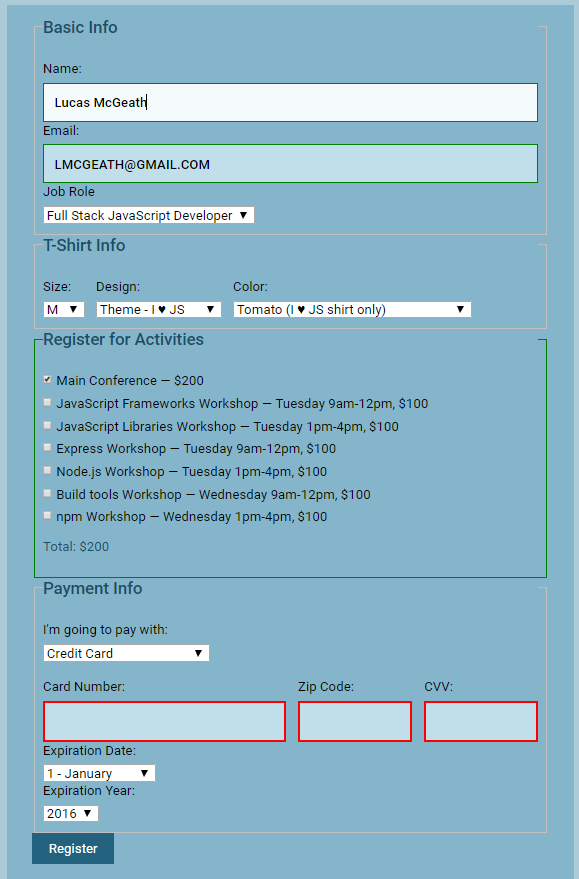 Basic Info
Name:
Lucas McGeath
Email:
LMCGEATH@GMAIL.COM
Job Role
Full Stack JavaScript Developer ▼
T-Shirt Info
Size: Design: Color:
M ▼ Theme - I ♥ JS ▼ Tomato (I ♥ JS shirt only) ▼
Register for Activities
Main Conference — $200
JavaScript Frameworks Workshop — Tuesday 9am-12pm, $100
JavaScript Libraries Workshop — Tuesday 1pm-4pm, $100
Express Workshop — Tuesday 9am-12pm, $100
Node.js Workshop — Tuesday 1pm-4pm, $100
Build tools Workshop — Wednesday 9am-12pm, $100
npm Workshop — Wednesday 1pm-4pm, $100
Total: $200
Payment Info
I'm going to pay with:
Credit Card ▼
Card Number: Zip Code: CVV:
Expiration Date:
1 - January ▼
Expiration Year:
2016 ▼
Register